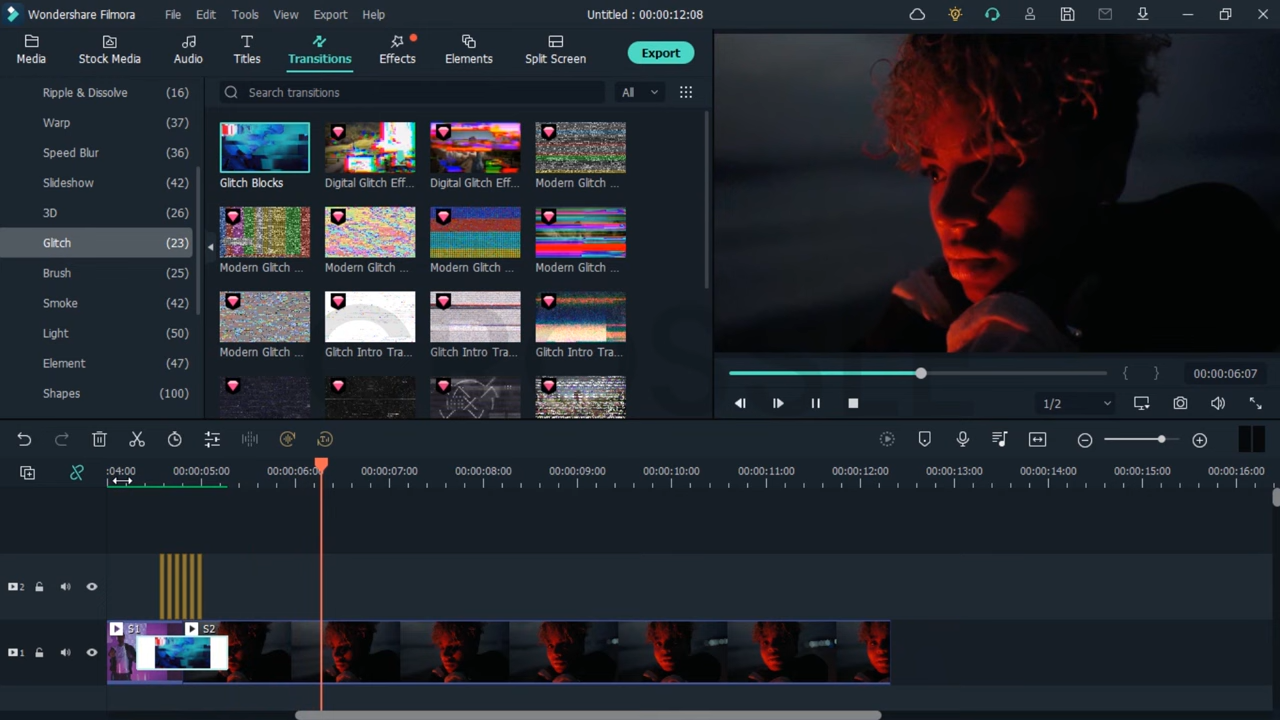 Wondershare Filmora File Edit Tools View Export Help Untitled : 00:00:12:08
Media Stock Media Audio Titles Transitions Effects Elements Split Screen Export
Ripple & Dissolve (16)
Warp (37)
Speed Blur (36)
Slideshow (42)
3D (26)
Glitch (23)
Brush (25)
Smoke (42)
Light (50)
Element (47)
Shapes (100)
Search transitions All
Glitch Blocks Digital Glitch Eff... Digital Glitch Eff... Modern Glitch ...
Modern Glitch ... Modern Glitch ... Modern Glitch ... Modern Glitch ...
Modern Glitch ... Glitch Intro Tra... Glitch Intro Tra... Glitch Intro Tra...
{ } 00:00:06:07
1/2
:04:00 00:00:05:00 00:00:06:00 00:00:07:00 00:00:08:00 00:00:09:00 00:00:10:00 00:00:11:00 00:00:12:00 00:00:13:00 00:00:14:00 00:00:15:00 00:00:16:00
2
S1 S2
1